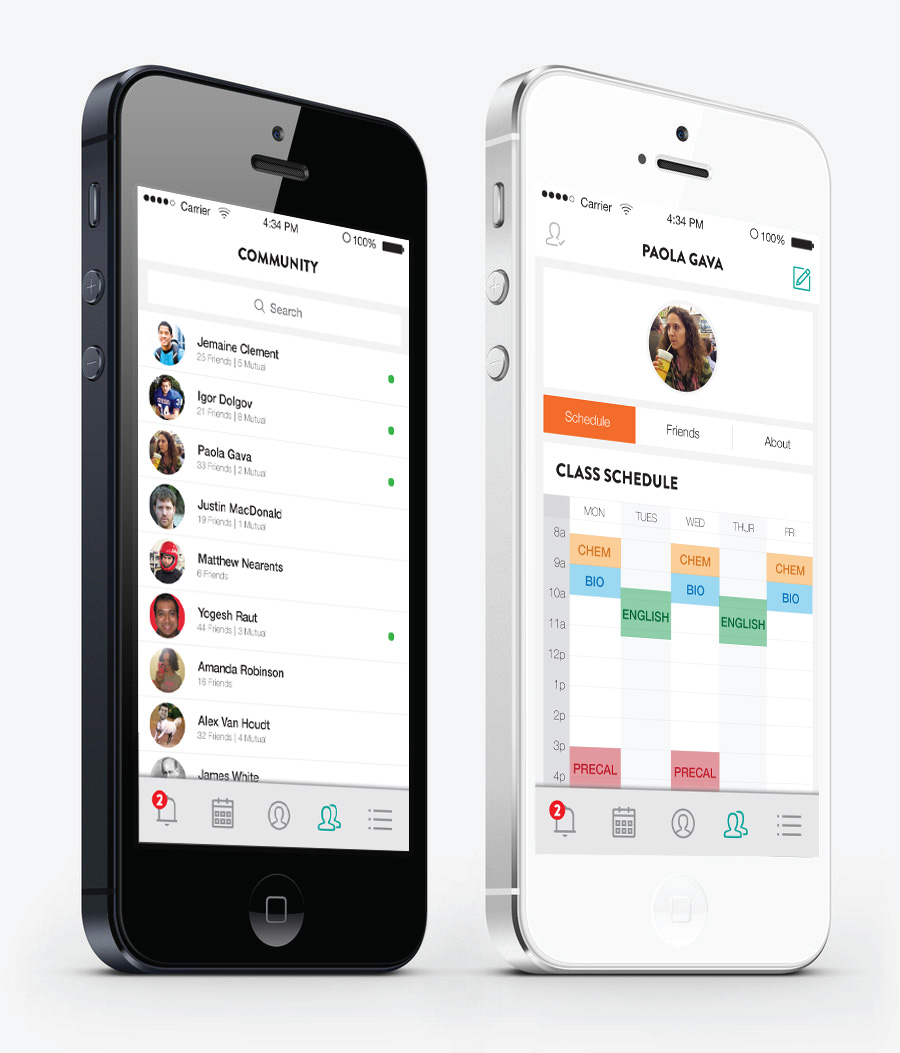 Carrier
4:34 PM
100%
COMMUNITY
Search
Jemaine Clement
25 Friends | 5 Mutual
Igor Dolgov
21 Friends | 8 Mutual
Paola Gava
33 Friends | 2 Mutual
Justin MacDonald
19 Friends | 1 Mutual
Matthew Nearents
6 Friends
Yogesh Raut
44 Friends | 3 Mutual
Amanda Robinson
16 Friends
Alex Van Houdt
32 Friends | 4 Mutual
James White
2
Carrier
4:34 PM
100%
PAOLA GAVA
Schedule Friends About
CLASS SCHEDULE
MON TUES WED THUR FRI
8a
CHEM CHEM CHEM
9a
BIO BIO BIO
10a
ENGLISH ENGLISH
11a
12p
1p
2p
3p
PRECAL PRECAL
4p
2